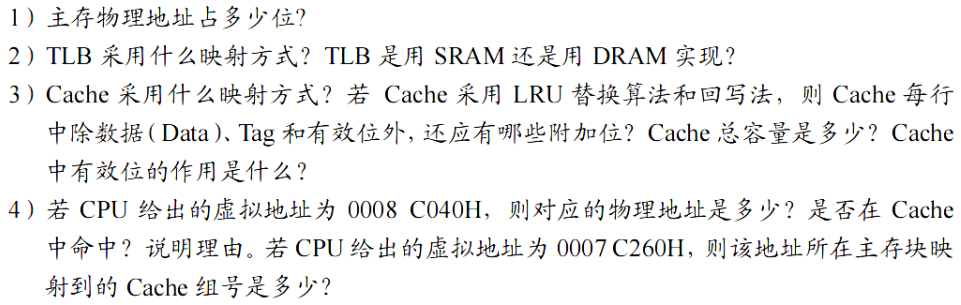 1）主存物理地址占多少位?
2）TLB 采用什么映射方式？TLB 是用 SRAM 还是用 DRAM 实现？
3）Cache 采用什么映射方式？若 Cache 采用 LRU 替换算法和回写法，则 Cache 每行
中除数据（Data）、Tag 和有效位外，还应有哪些附加位？Cache 总容量是多少？Cache
中有效位的作用是什么？
4）若 CPU 给出的虚拟地址为 0008 C040H，则对应的物理地址是多少？是否在 Cache
中命中？说明理由。若 CPU 给出的虚拟地址为 0007 C260H，则该地址所在主存块映
射到的 Cache 组号是多少？